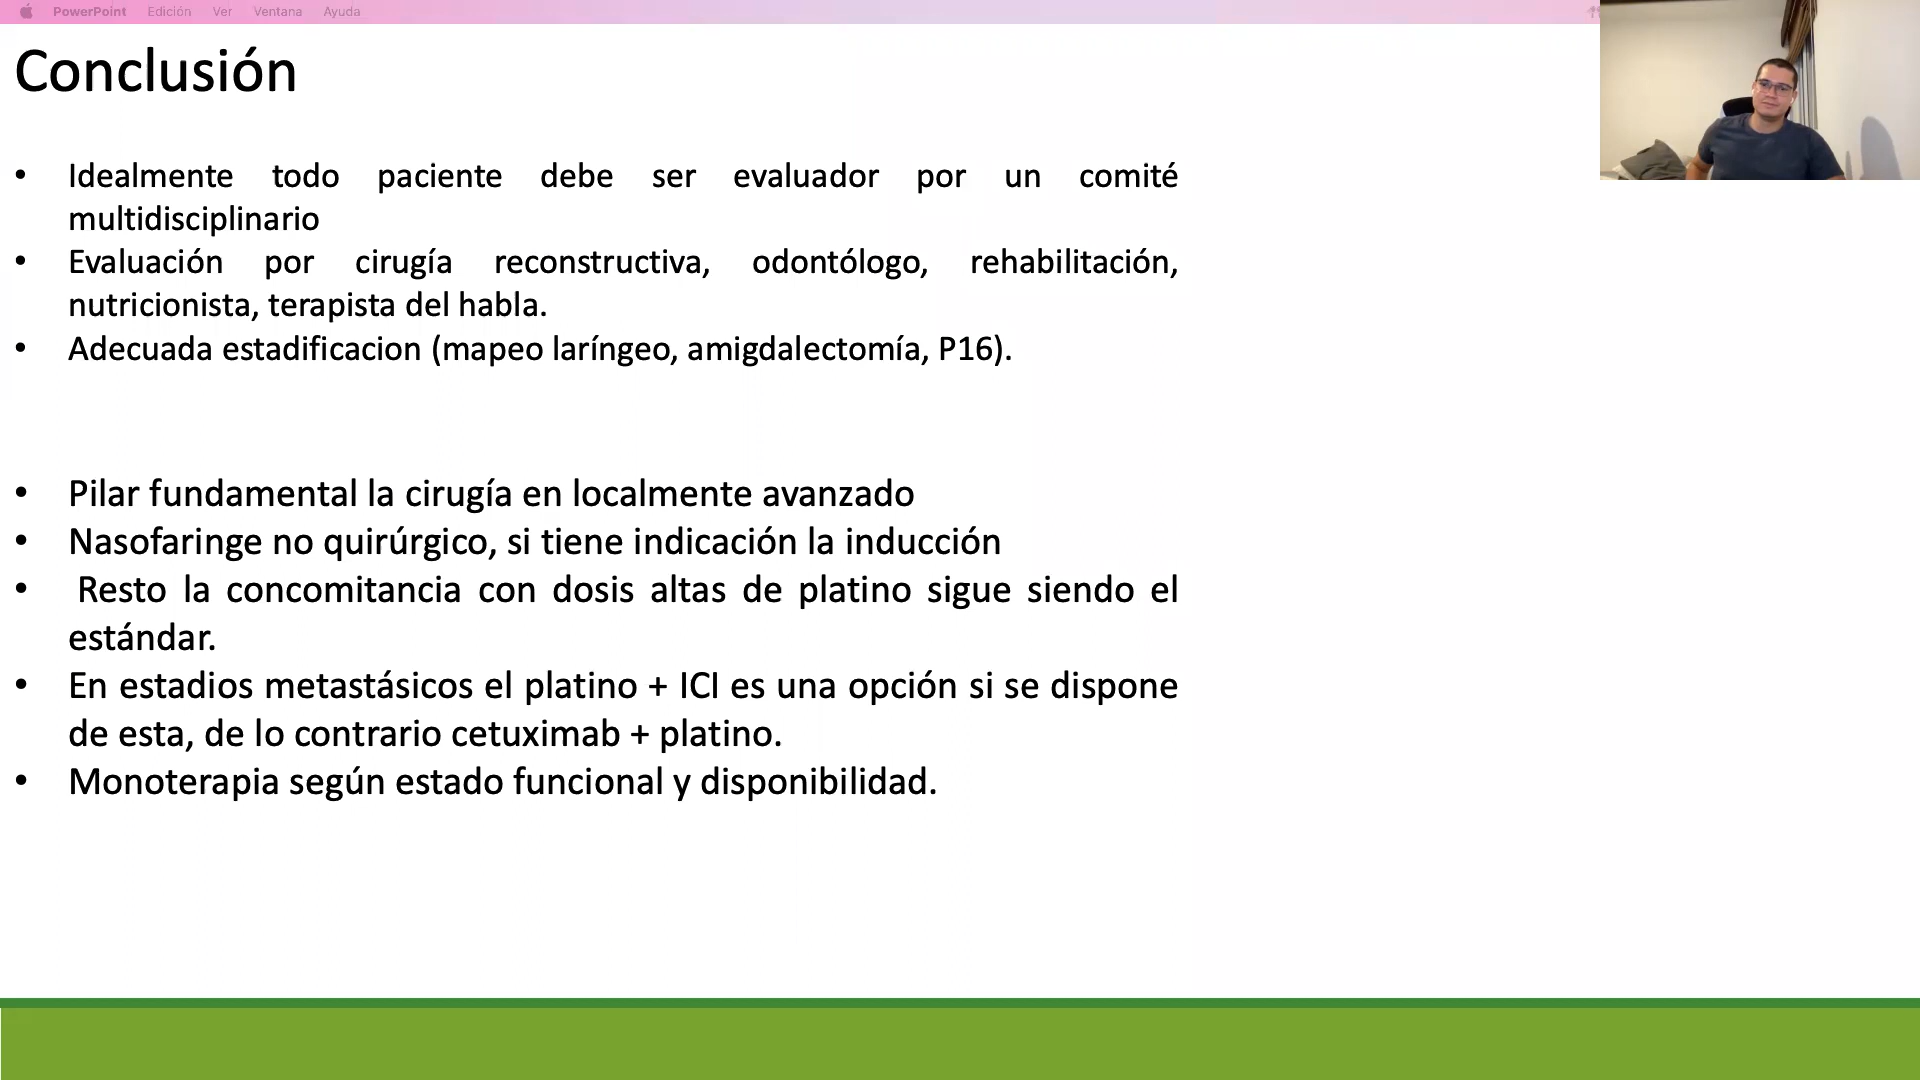 PowerPoint Edición Ver Ventana Ayuda
Conclusión
• Idealmente todo paciente debe ser evaluador por un comité
multidisciplinario
• Evaluación por cirugía reconstructiva, odontólogo, rehabilitación,
nutricionista, terapista del habla.
• Adecuada estadificacion (mapeo laríngeo, amigdalectomía, P16).
• Pilar fundamental la cirugía en localmente avanzado
• Nasofaringe no quirúrgico, si tiene indicación la inducción
• Resto la concomitancia con dosis altas de platino sigue siendo el
estándar.
• En estadios metastásicos el platino + ICI es una opción si se dispone
de esta, de lo contrario cetuximab + platino.
• Monoterapia según estado funcional y disponibilidad.